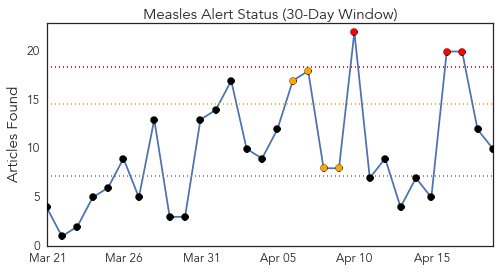 Measles Alert Status (30-Day Window)
Articles Found
20
15
10
5
0
Mar 21 Mar 26 Mar 31 Apr 05 Apr 10 Apr 15